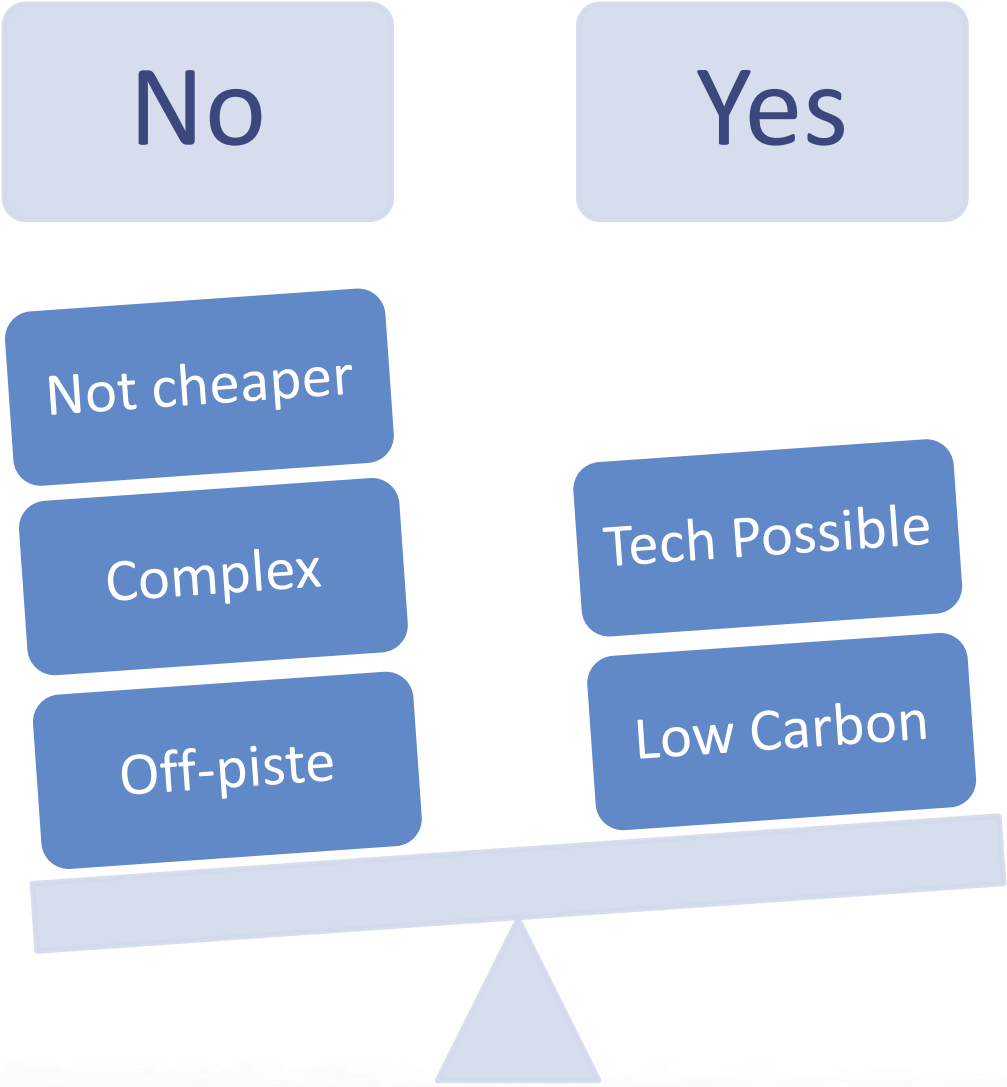 No
Yes
Not cheaper
Complex
Off-piste
Tech Possible
Low Carbon